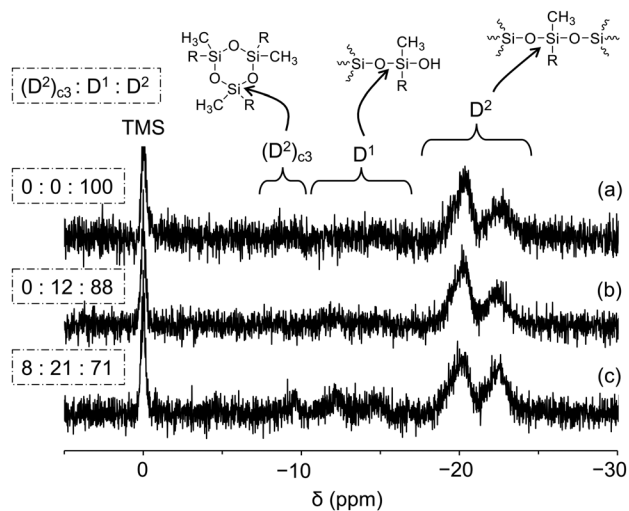 CH₃
R O R
H₃C Si Si CH₃
O O
H₃C Si R
CH₃
Si O Si OH
R
CH₃
Si O Si O Si
R
(D²)c3 : D¹ : D²
TMS
(D²)c3
D¹
D²
0 : 0 : 100
(a)
0 : 12 : 88
(b)
8 : 21 : 71
(c)
0 −10 −20 −30
δ (ppm)